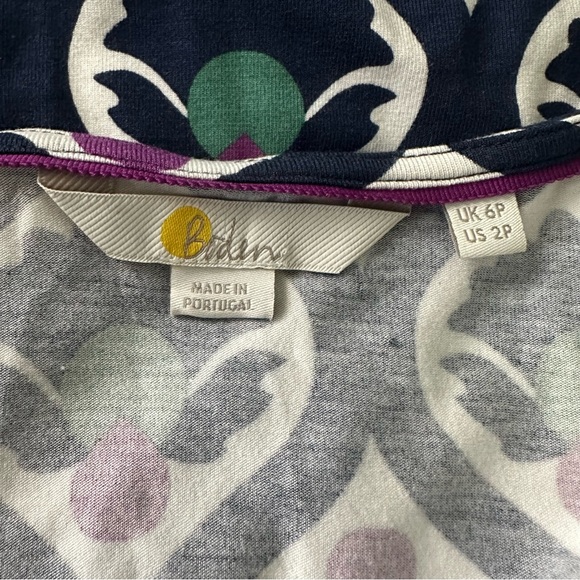 Boden
MADE IN
PORTUGAL
UK 6P
US 2P